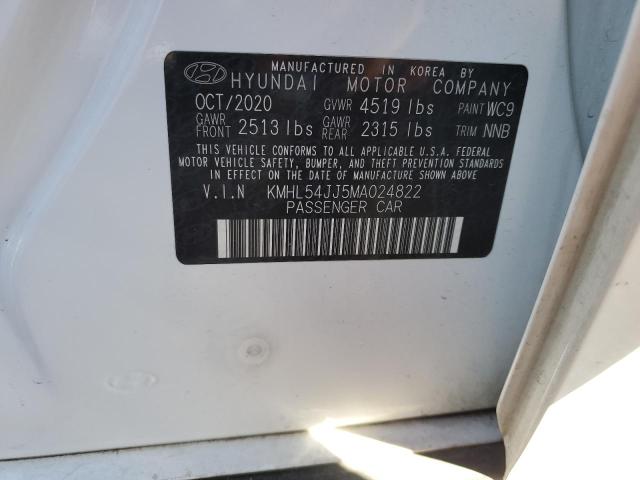 MANUFACTURED IN KOREA BY
HYUNDAI MOTOR COMPANY
OCT/2020 GVWR 4519 lbs PAINT WC9
GAWR FRONT 2513 lbs GAWR REAR 2315 lbs TRIM NNB
THIS VEHICLE CONFORMS TO ALL APPLICABLE U.S.A. FEDERAL
MOTOR VEHICLE SAFETY, BUMPER, AND THEFT PREVENTION STANDARDS
IN EFFECT ON THE DATE OF MANUFACTURE SHOWN ABOVE.
V.I.N KMHL54JJ5MA024822
PASSENGER CAR